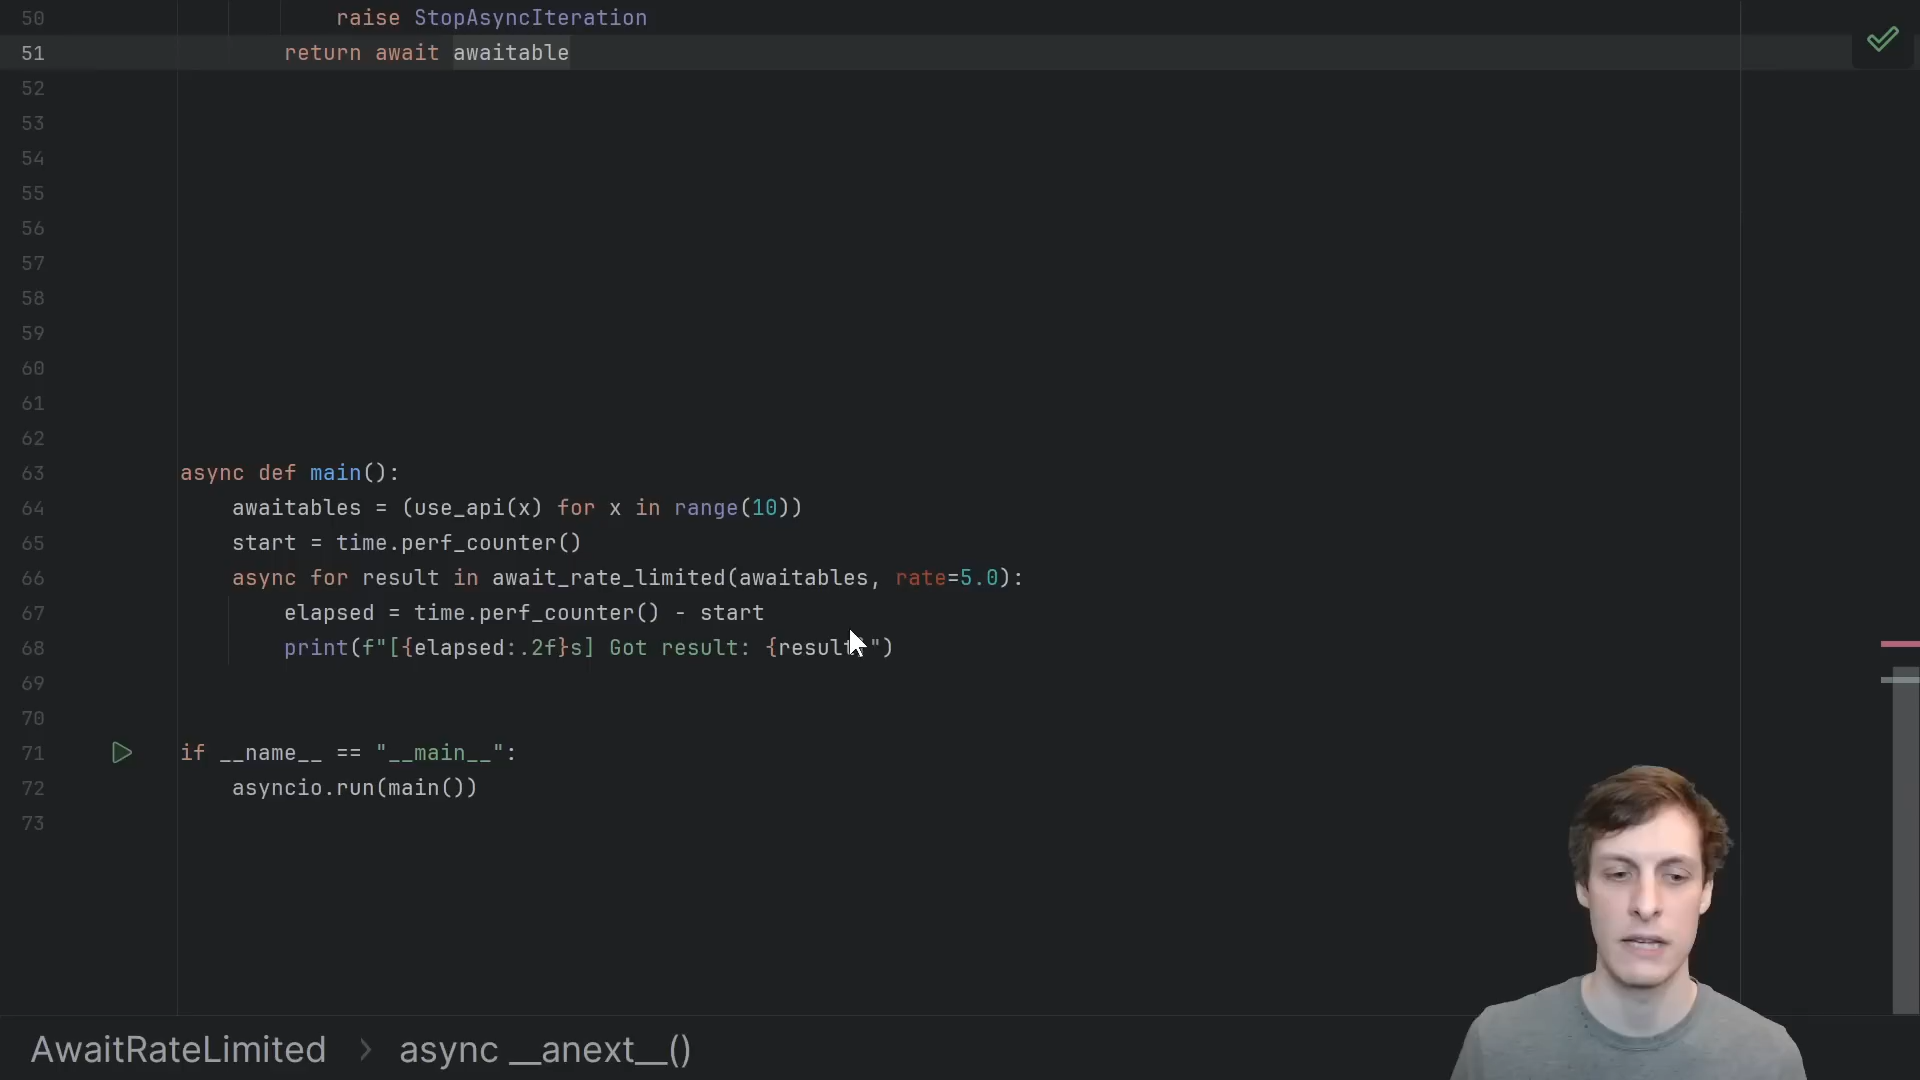 50 raise StopAsyncIteration
51 return await awaitable
52
53
54
55
56
57
58
59
60
61
62
63 async def main():
64 awaitables = (use_api(x) for x in range(10))
65 start = time.perf_counter()
66 async for result in await_rate_limited(awaitables, rate=5.0):
67 elapsed = time.perf_counter() - start
68 print(f"[{elapsed:.2f}s] Got result: {result}")
69
70
71 if __name__ == "__main__":
72 asyncio.run(main())
73
AwaitRateLimited > async __anext__()